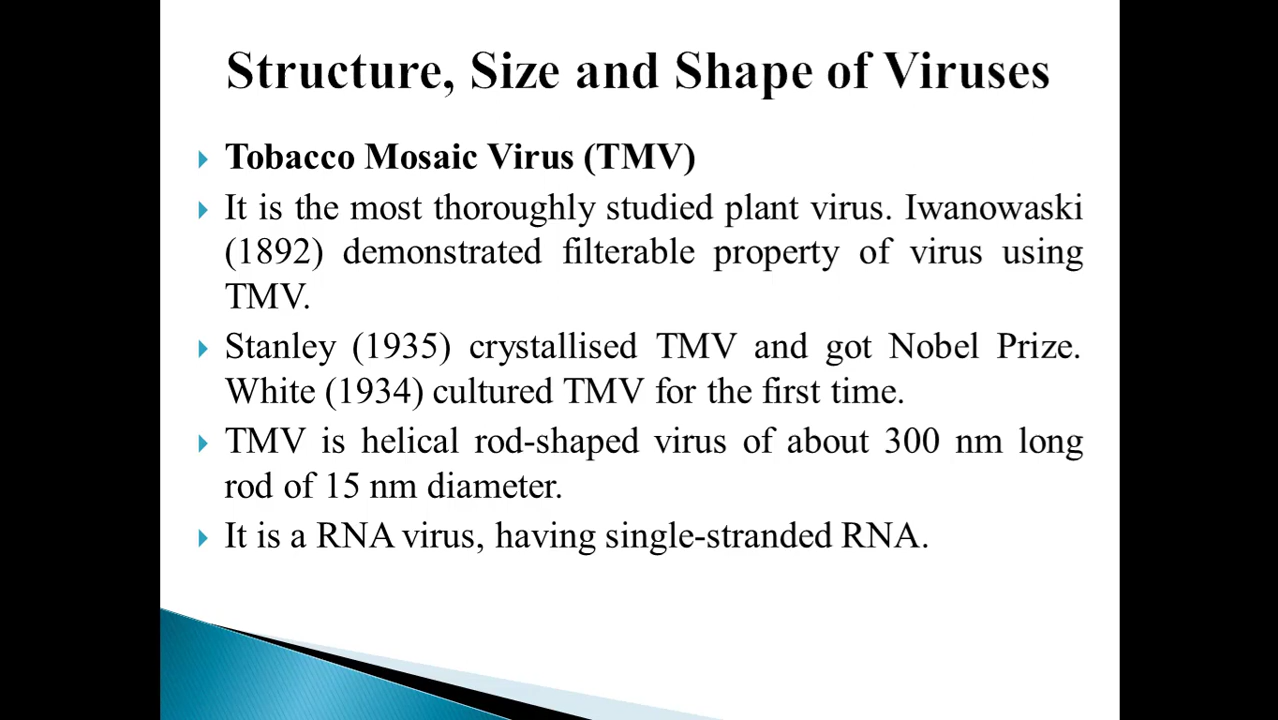 Structure, Size and Shape of Viruses
Tobacco Mosaic Virus (TMV)
It is the most thoroughly studied plant virus. Iwanowaski
(1892) demonstrated filterable property of virus using
TMV.
Stanley (1935) crystallised TMV and got Nobel Prize.
White (1934) cultured TMV for the first time.
TMV is helical rod-shaped virus of about 300 nm long
rod of 15 nm diameter.
It is a RNA virus, having single-stranded RNA.